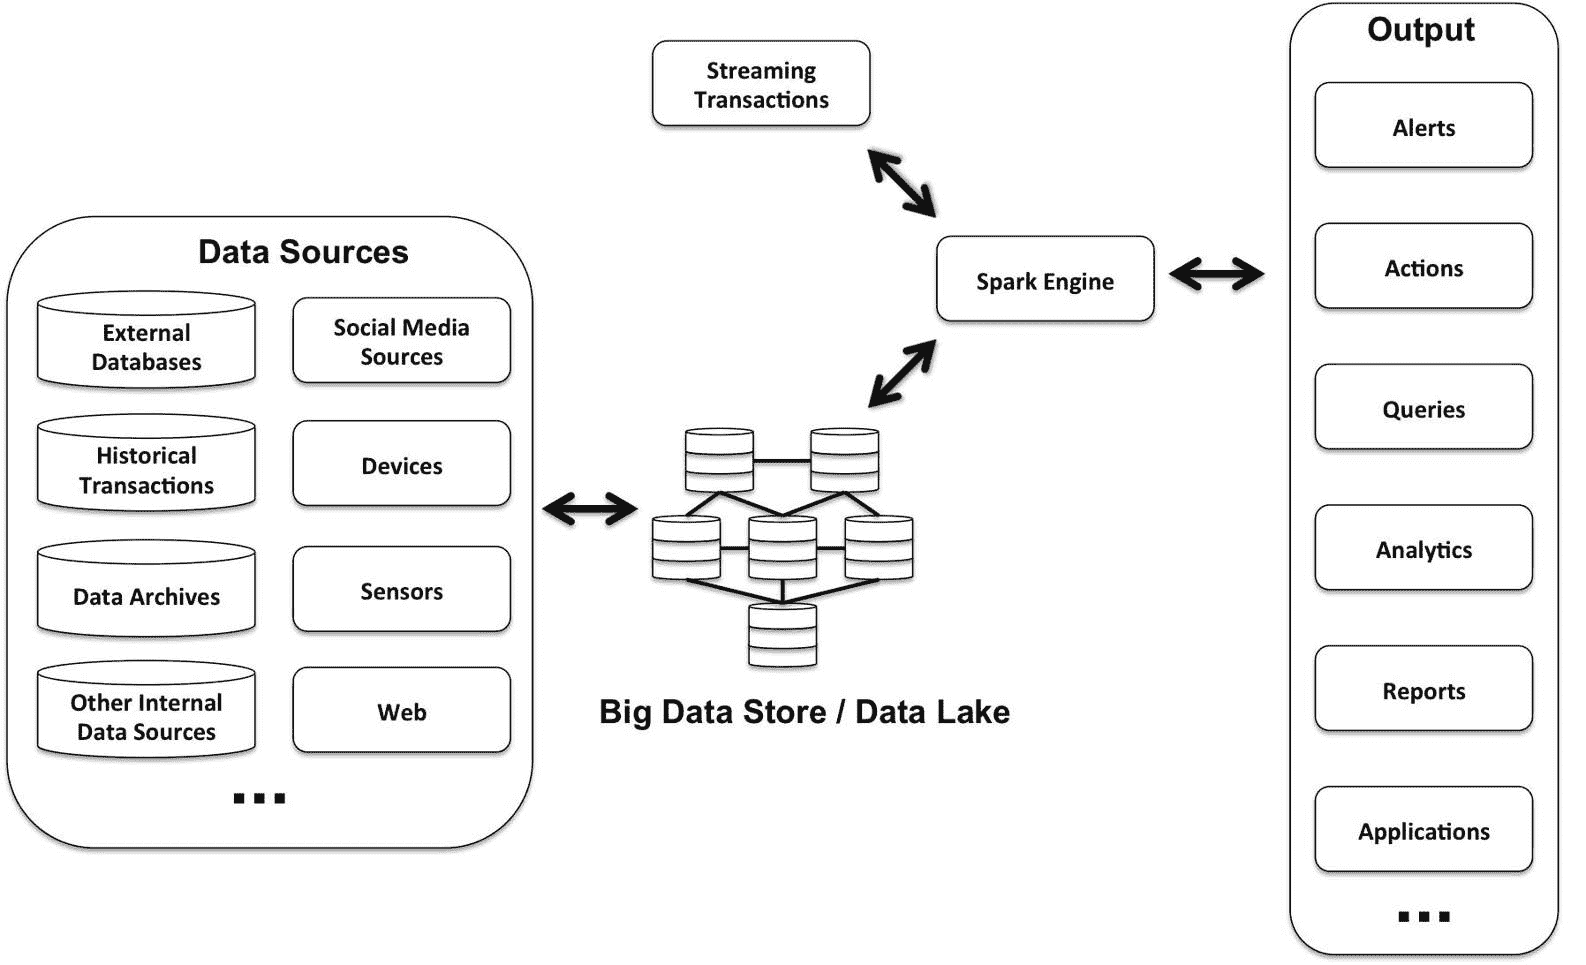 Data Sources
External
Databases
Social Media
Sources
Historical
Transactions
Devices
Data Archives
Sensors
Other Internal
Data Sources
Web
...
Streaming
Transactions
Spark Engine
Big Data Store / Data Lake
Output
Alerts
Actions
Queries
Analytics
Reports
Applications
...